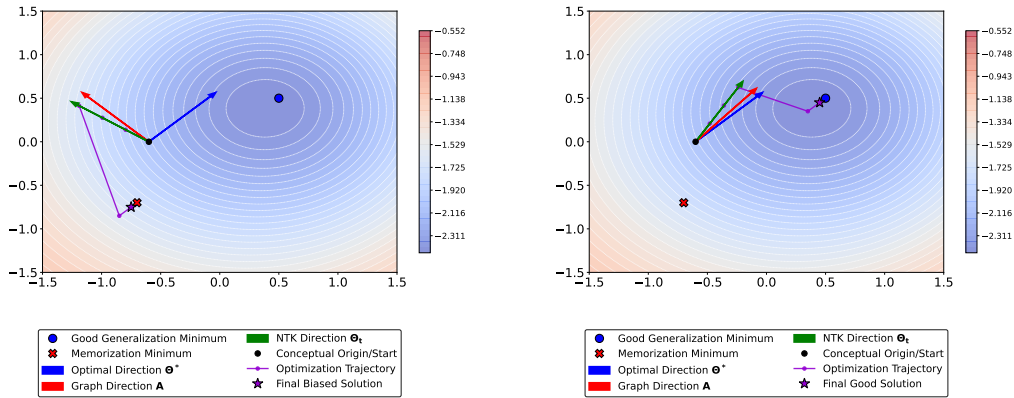 1.5
1.0
0.5
0.0
−0.5
−1.0
−1.5
−1.5 −1.0 −0.5 0.0 0.5 1.0 1.5
−0.552
−0.748
−0.943
−1.138
−1.334
−1.529
−1.725
−1.920
−2.116
−2.311
Good Generalization Minimum
Memorization Minimum
Optimal Direction Θ*
Graph Direction A
NTK Direction Θt
Conceptual Origin/Start
Optimization Trajectory
Final Biased Solution
1.5
1.0
0.5
0.0
−0.5
−1.0
−1.5
−1.5 −1.0 −0.5 0.0 0.5 1.0 1.5
−0.552
−0.748
−0.943
−1.138
−1.334
−1.529
−1.725
−1.920
−2.116
−2.311
Good Generalization Minimum
Memorization Minimum
Optimal Direction Θ*
Graph Direction A
NTK Direction Θt
Conceptual Origin/Start
Optimization Trajectory
Final Good Solution